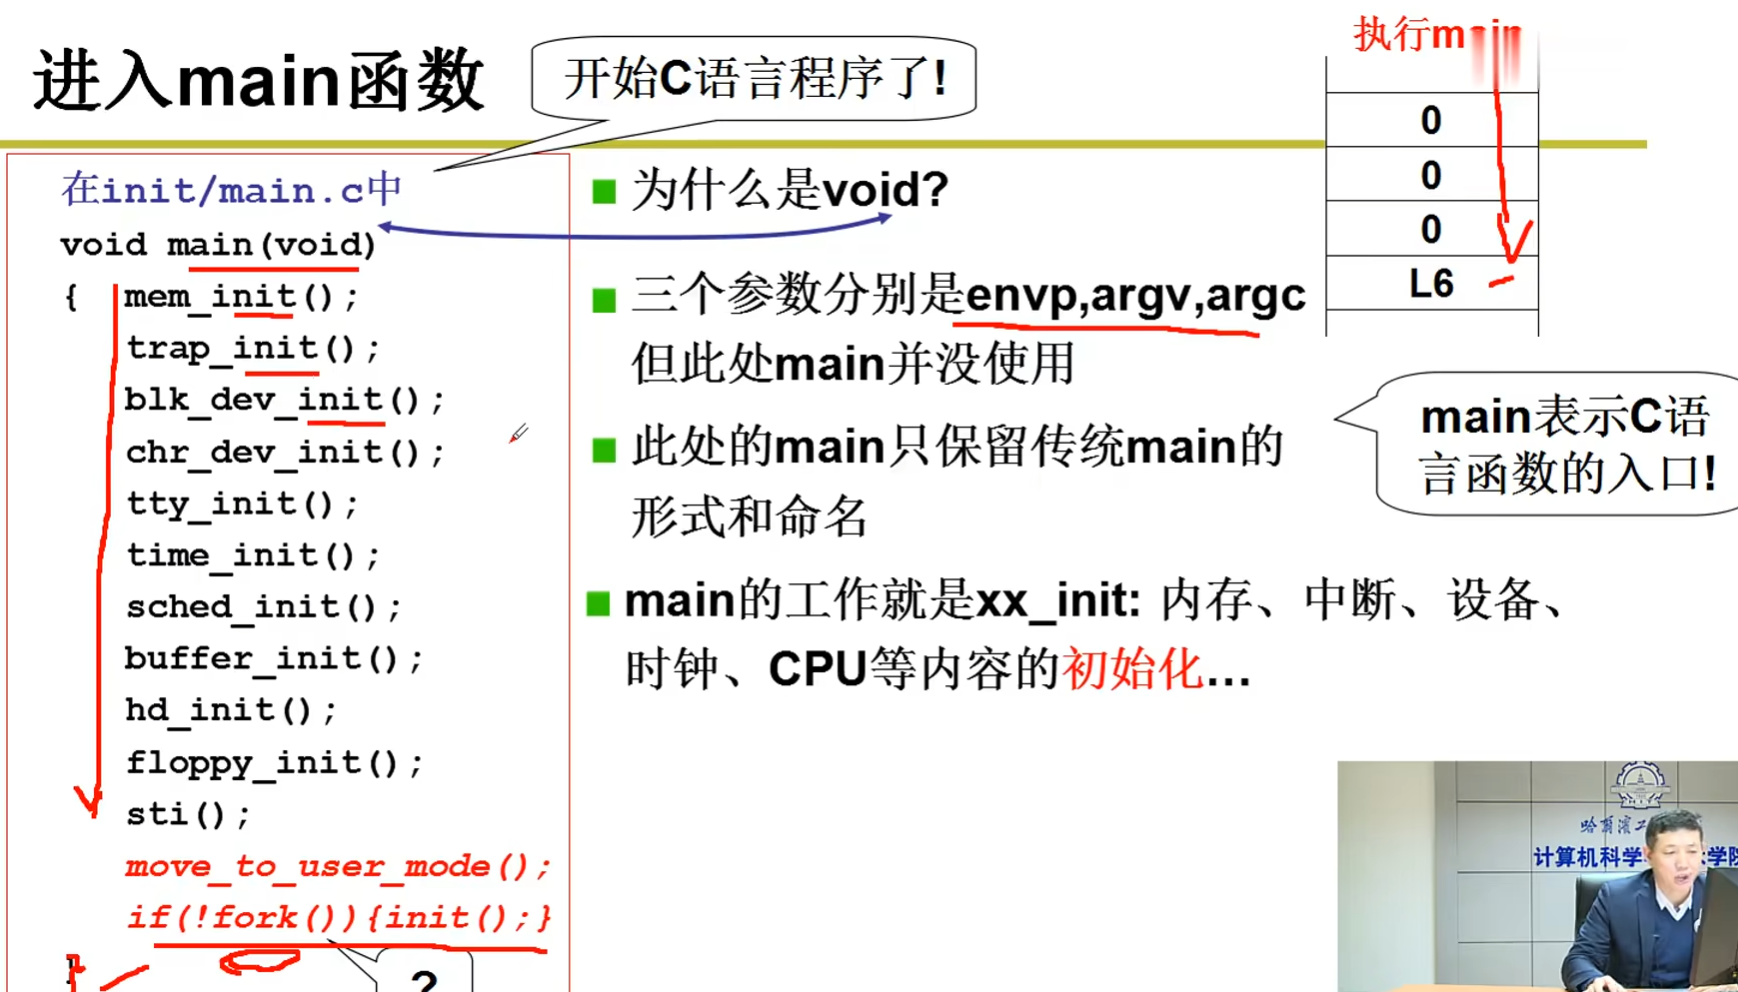 进入main函数
开始C语言程序了!
执行main
0
0
0
L6
在init/main.c中
void main(void)
{ mem_init();
trap_init();
blk_dev_init();
chr_dev_init();
tty_init();
time_init();
sched_init();
buffer_init();
hd_init();
floppy_init();
sti();
move_to_user_mode();
if(!fork()){init();}
}
?
为什么是void?
三个参数分别是envp,argv,argc
但此处main并没使用
此处的main只保留传统main的
形式和命名
main的工作就是xx_init: 内存、中断、设备、
时钟、CPU等内容的初始化...
main表示C语
言函数的入口!
哈尔滨工
计算机科学
学院